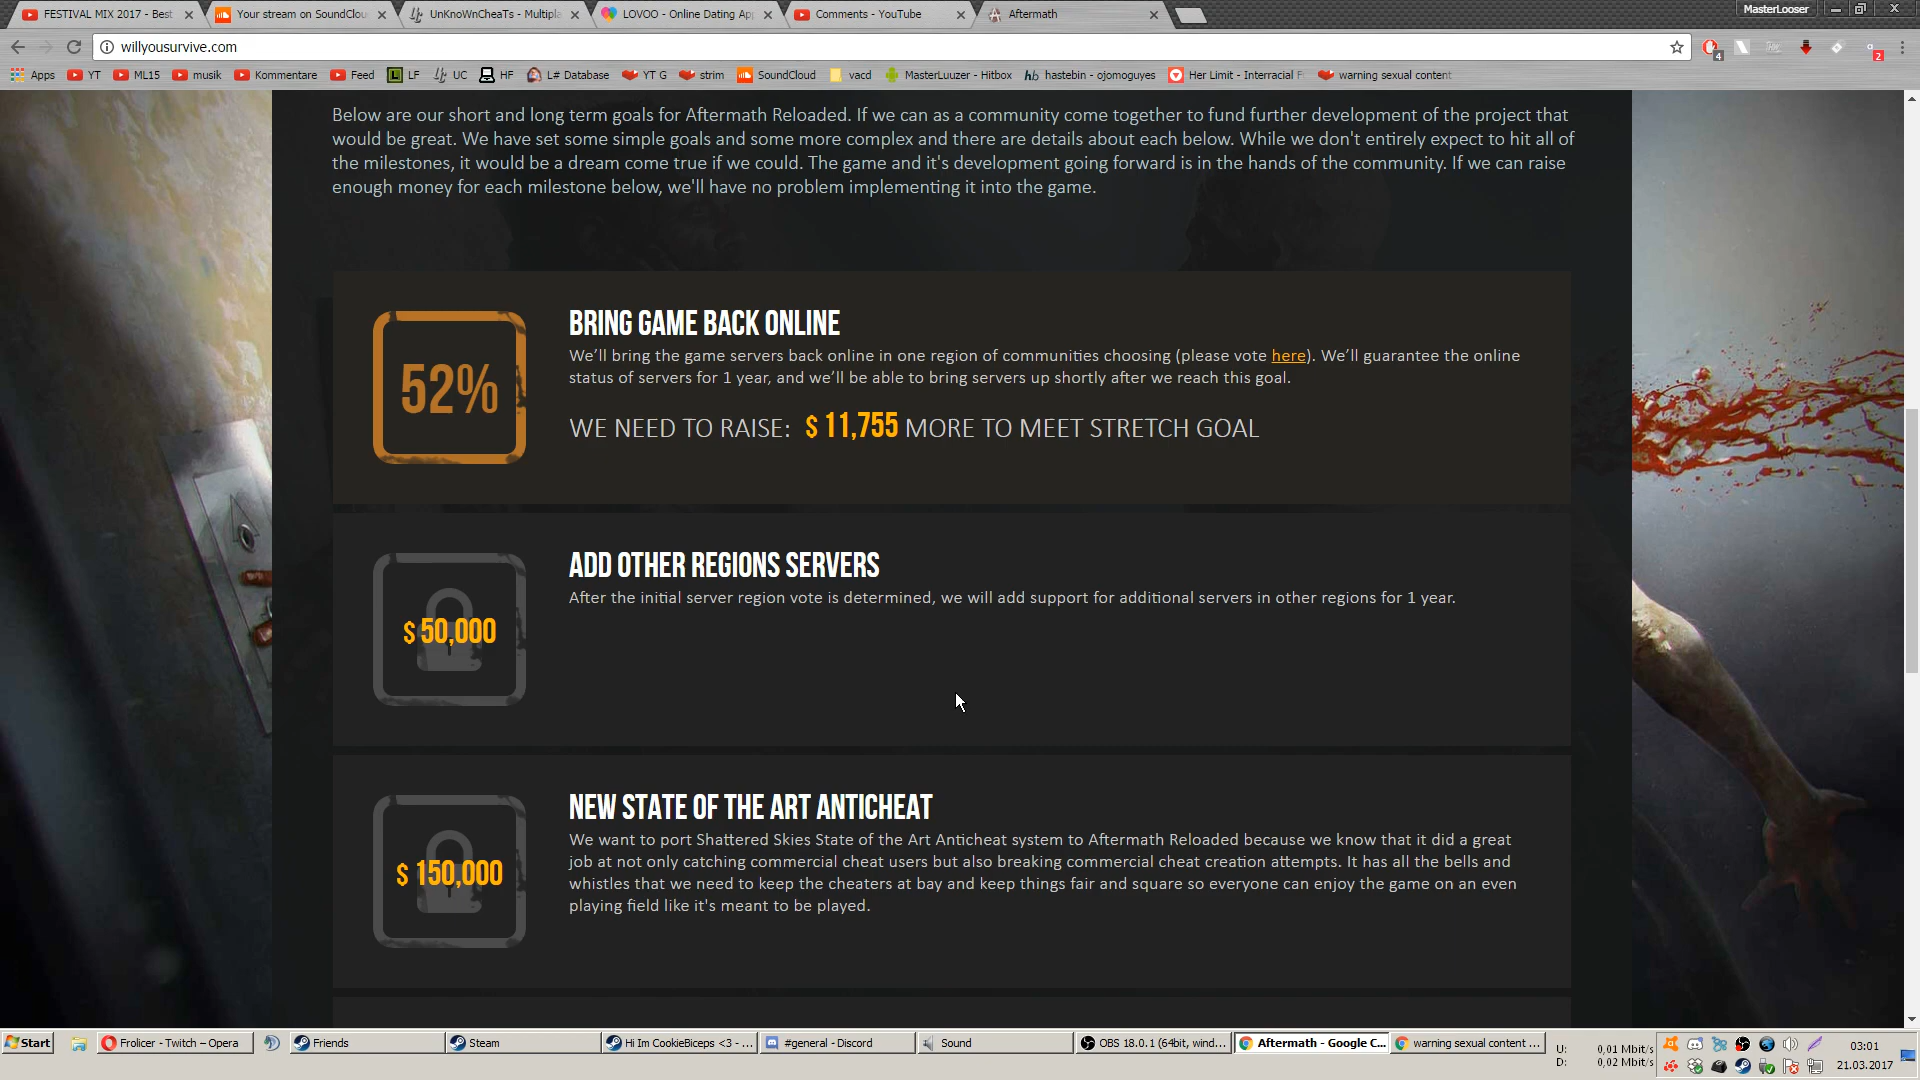 FESTIVAL MIX 2017 - Best
Your stream on SoundClou
UnKnoWnCheaTs - Multipla
LOVOO - Online Dating Ap
Comments - YouTube
Aftermath
MasterLooser
willyousurvive.com
4
2
Apps
YT
ML15
musik
Kommentare
Feed
LF
UC
HF
L# Database
YT G
strim
SoundCloud
vacd
MasterLuuzer - Hitbox
hb hastebin - ojomoguyes
Her Limit - Interracial F
warning sexual content
Below are our short and long term goals for Aftermath Reloaded. If we can as a community come together to fund further development of the project that
would be great. We have set some simple goals and some more complex and there are details about each below. While we don't entirely expect to hit all of
the milestones, it would be a dream come true if we could. The game and it's development going forward is in the hands of the community. If we can raise
enough money for each milestone below, we'll have no problem implementing it into the game.
52%
BRING GAME BACK ONLINE
We'll bring the game servers back online in one region of communities choosing (please vote here). We'll guarantee the online
status of servers for 1 year, and we'll be able to bring servers up shortly after we reach this goal.
WE NEED TO RAISE: $ 11,755 MORE TO MEET STRETCH GOAL
$ 50,000
ADD OTHER REGIONS SERVERS
After the initial server region vote is determined, we will add support for additional servers in other regions for 1 year.
$ 150,000
NEW STATE OF THE ART ANTICHEAT
We want to port Shattered Skies State of the Art Anticheat system to Aftermath Reloaded because we know that it did a great
job at not only catching commercial cheat users but also breaking commercial cheat creation attempts. It has all the bells and
whistles that we need to keep the cheaters at bay and keep things fair and square so everyone can enjoy the game on an even
playing field like it's meant to be played.
Start
Frolicer - Twitch – Opera
Friends
Steam
Hi Im CookieBiceps <3 - ...
#general - Discord
Sound
OBS 18.0.1 (64bit, wind...
Aftermath - Google C...
warning sexual content ...
U: 0,01 Mbit/s
D: 0,02 Mbit/s
03:01
21.03.2017